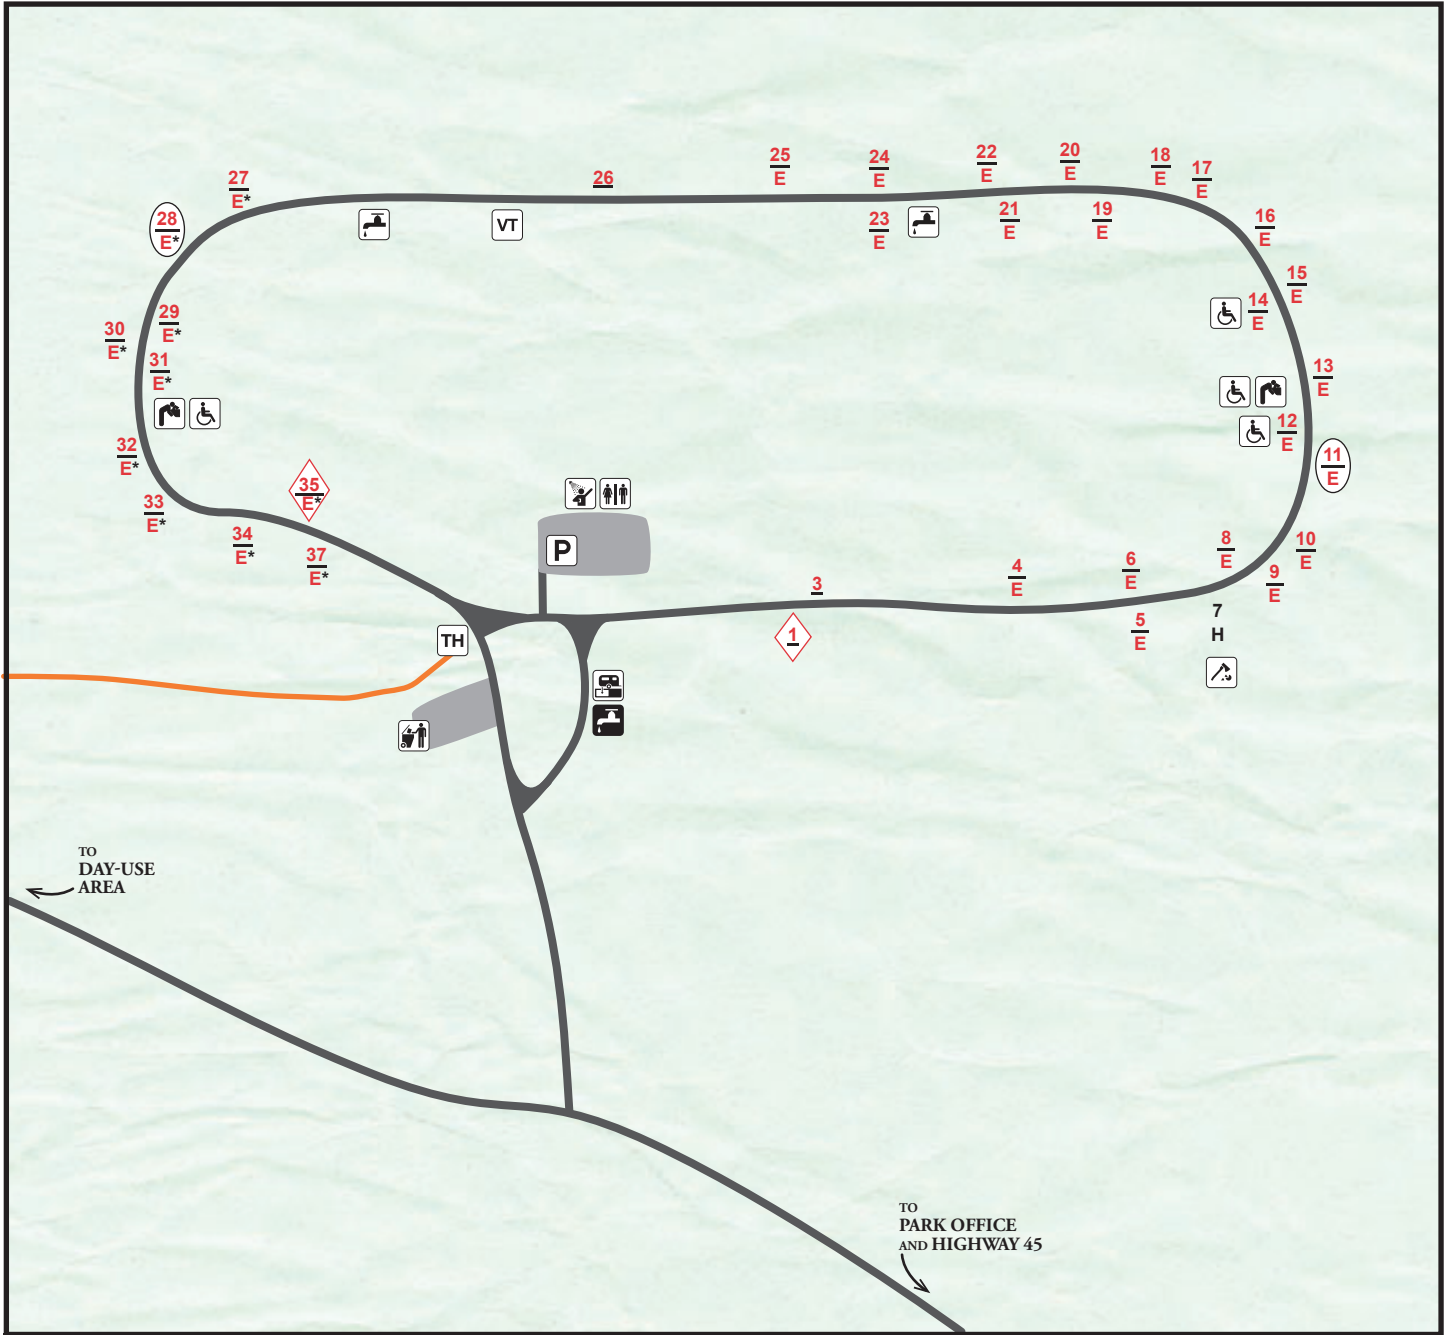 25
E
24
E
22
E
20
E
18
E
17
E
27
E*
26
28
E*
VT
23
E
21
E
19
E
16
E
15
E
14
E
29
E*
30
E*
31
E*
13
E
12
E
11
E
32
E*
33
E*
35
E*
34
E*
37
E*
P
10
E
8
E
9
E
6
E
4
E
3
1
5
E
7
H
TH
TO
DAY-USE
AREA
TO
PARK OFFICE
AND HIGHWAY 45